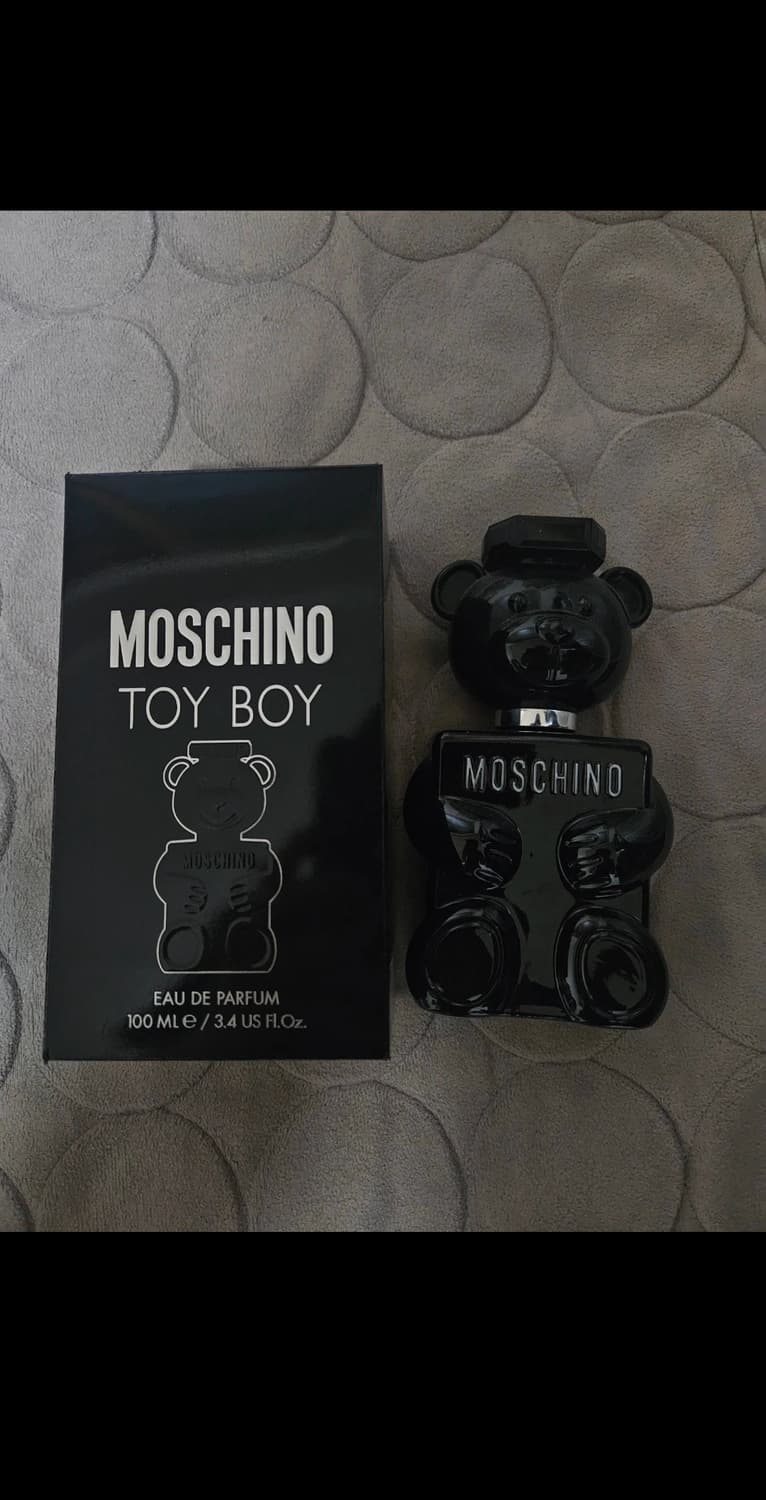 MOSCHINO
TOY BOY
MOSCHINO
EAU DE PARFUM
100 ML ℮ / 3.4 US Fl.Oz.
MOSCHINO